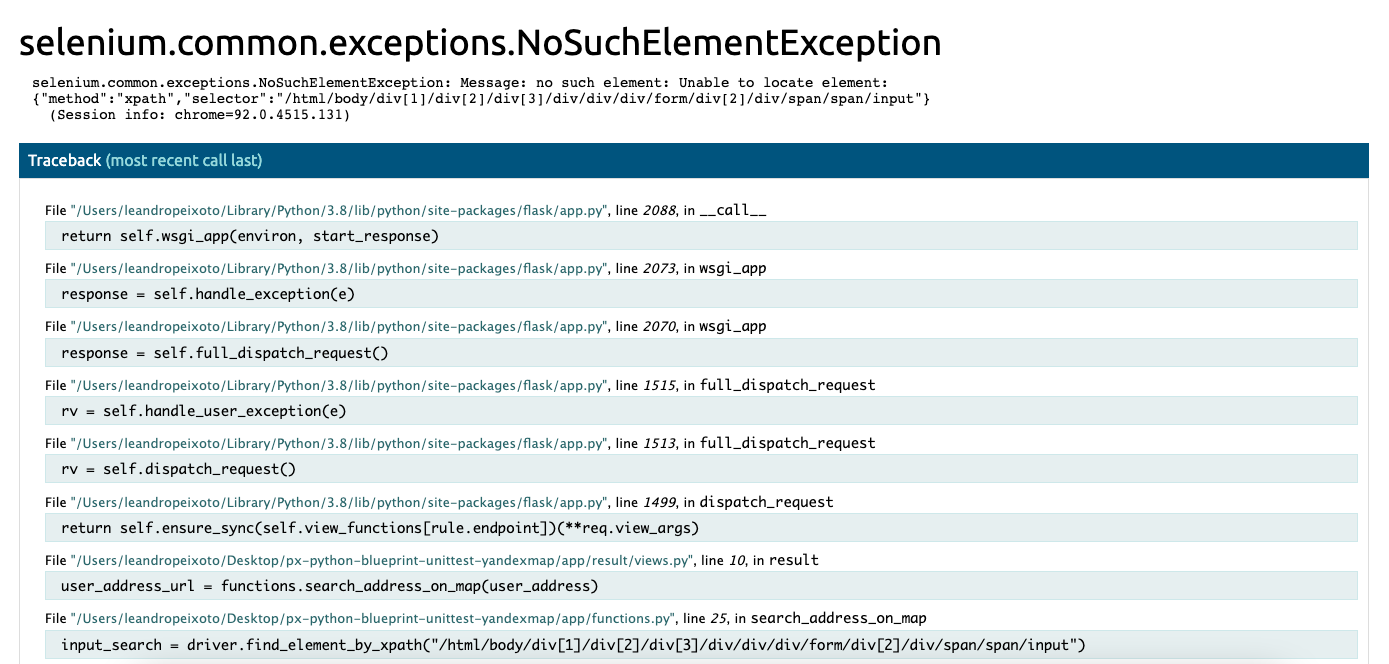 selenium.common.exceptions.NoSuchElementException
selenium.common.exceptions.NoSuchElementException: Message: no such element: Unable to locate element:
{"method":"xpath","selector":"/html/body/div[1]/div[2]/div[3]/div/div/div/form/div[2]/div/span/span/input"}
(Session info: chrome=92.0.4515.131)
Traceback (most recent call last)
File "/Users/leandropeixoto/Library/Python/3.8/lib/python/site-packages/flask/app.py", line 2088, in __call__
return self.wsgi_app(environ, start_response)
File "/Users/leandropeixoto/Library/Python/3.8/lib/python/site-packages/flask/app.py", line 2073, in wsgi_app
response = self.handle_exception(e)
File "/Users/leandropeixoto/Library/Python/3.8/lib/python/site-packages/flask/app.py", line 2070, in wsgi_app
response = self.full_dispatch_request()
File "/Users/leandropeixoto/Library/Python/3.8/lib/python/site-packages/flask/app.py", line 1515, in full_dispatch_request
rv = self.handle_user_exception(e)
File "/Users/leandropeixoto/Library/Python/3.8/lib/python/site-packages/flask/app.py", line 1513, in full_dispatch_request
rv = self.dispatch_request()
File "/Users/leandropeixoto/Library/Python/3.8/lib/python/site-packages/flask/app.py", line 1499, in dispatch_request
return self.ensure_sync(self.view_functions[rule.endpoint])(**req.view_args)
File "/Users/leandropeixoto/Desktop/px-python-blueprint-unittest-yandexmap/app/result/views.py", line 10, in result
user_address_url = functions.search_address_on_map(user_address)
File "/Users/leandropeixoto/Desktop/px-python-blueprint-unittest-yandexmap/app/functions.py", line 25, in search_address_on_map
input_search = driver.find_element_by_xpath("/html/body/div[1]/div[2]/div[3]/div/div/div/form/div[2]/div/span/span/input")